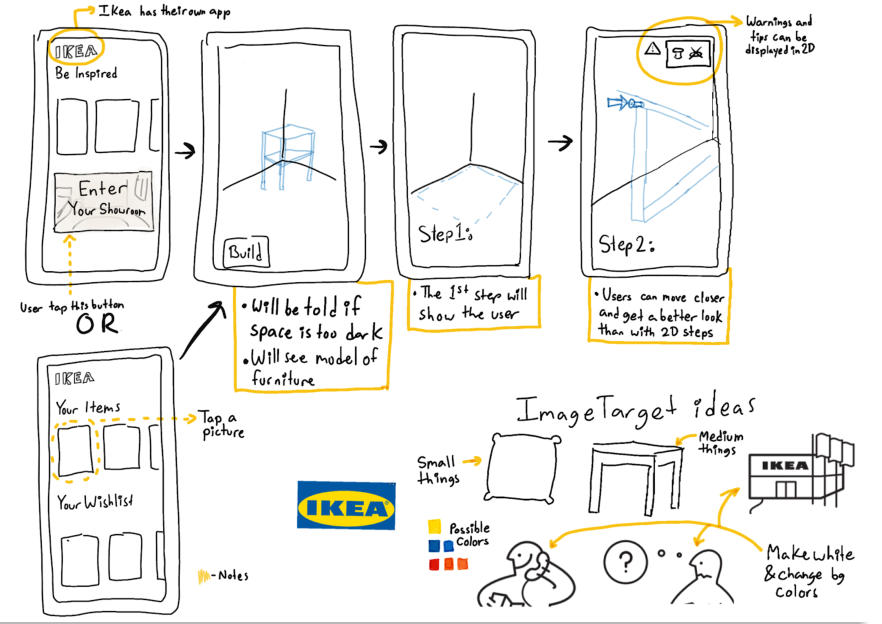 IKea has their own app
IKEA
Be Inspired
Enter
Your Showroom
User tap this button
OR
Build
• Will be told if
space is too dark
• Will see model of
furniture
Step1:
• The 1st step will
show the user
Step2:
• Users can move closer
and get a better look
than with 2D steps
Warnings and
tips can be
displayed in 2D
IKEA
Your Items
Tap a
picture
Your Wishlist
- Notes
IKEA
ImageTarget ideas
Small
things
Medium
things
IKEA
Possible
Colors
?
Make white
& change bg
colors